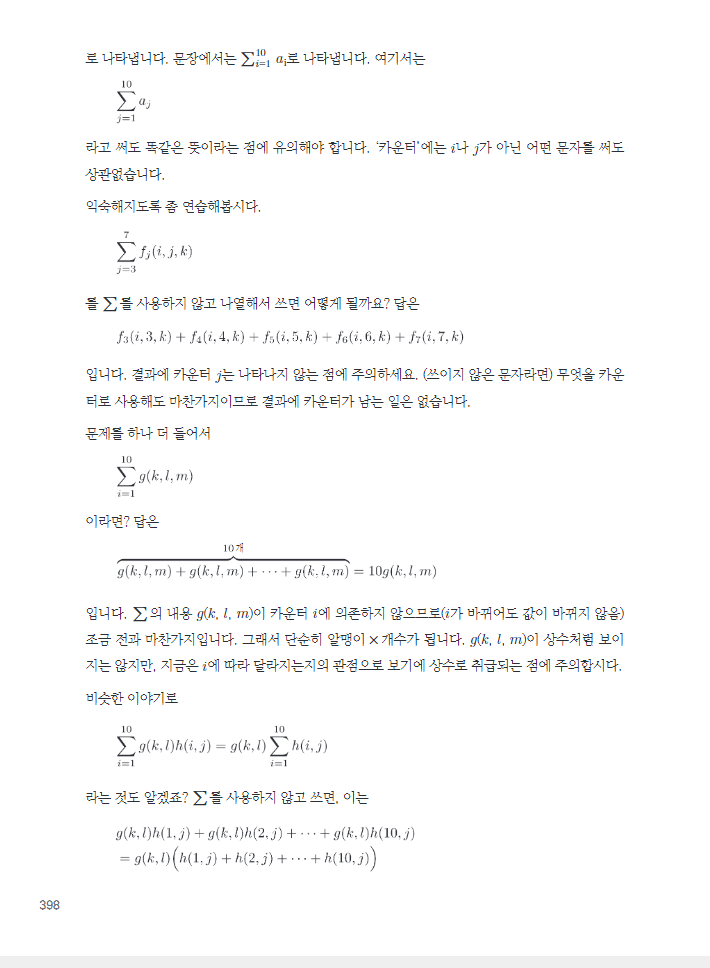 로 나타냅니다. 문장에서는 $\sum_{i=1}^{10} a_i$로 나타냅니다. 여기서는
$\sum_{j=1}^{10} a_j$
라고 써도 똑같은 뜻이라는 점에 유의해야 합니다. '카운터'에는 i나 j가 아닌 어떤 문자를 써도
상관없습니다.
익숙해지도록 좀 연습해봅시다.
$\sum_{j=3}^{7} f_j(i, j, k)$
를 ∑를 사용하지 않고 나열해서 쓰면 어떻게 될까요? 답은
$f_3(i, 3, k) + f_4(i, 4, k) + f_5(i, 5, k) + f_6(i, 6, k) + f_7(i, 7, k)$
입니다. 결과에 카운터 j는 나타나지 않는 점에 주의하세요. (쓰이지 않은 문자라면) 무엇을 카운
터로 사용해도 마찬가지이므로 결과에 카운터가 남는 일은 없습니다.
문제를 하나 더 들어서
$\sum_{i=1}^{10} g(k, l, m)$
이라면? 답은
$\overbrace{g(k, l, m) + g(k, l, m) + \cdots + g(k, l, m)}^{10개} = 10g(k, l, m)$
입니다. ∑의 내용 g(k, l, m)이 카운터 i에 의존하지 않으므로(i가 바뀌어도 값이 바뀌지 않음)
조금 전과 마찬가지입니다. 그래서 단순히 알맹이 × 개수가 됩니다. g(k, l, m)이 상수처럼 보이
지는 않지만, 지금은 i에 따라 달라지는지의 관점으로 보기에 상수로 취급되는 점에 주의합시다.
비슷한 이야기로
$\sum_{i=1}^{10} g(k, l)h(i, j) = g(k, l) \sum_{i=1}^{10} h(i, j)$
라는 것도 알겠죠? ∑를 사용하지 않고 쓰면, 이는
$g(k, l)h(1, j) + g(k, l)h(2, j) + \cdots + g(k, l)h(10, j)$
$= g(k, l)\Big(h(1, j) + h(2, j) + \cdots + h(10, j)\Big)$
398